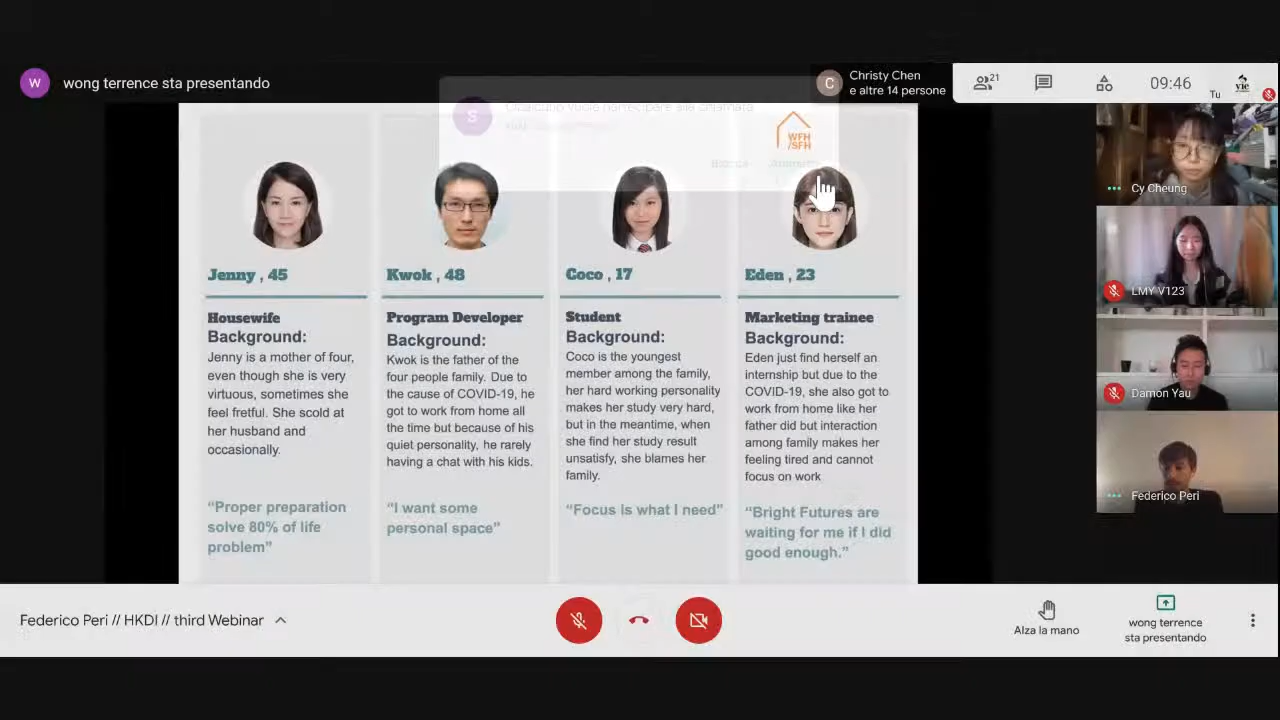 W
wong terrence sta presentando
C
Christy Chen
e altre 14 persone
21
09:46
Tu
vie
S
WFH
/SFH
Cy Cheung
LMY V123
Damon Yau
Federico Peri
Jenny , 45
Housewife
Background:
Jenny is a mother of four,
even though she is very
virtuous, sometimes she
feel fretful. She scold at
her husband and
occasionally.
“Proper preparation
solve 80% of life
problem”
Kwok , 48
Program Developer
Background:
Kwok is the father of the
four people family. Due to
the cause of COVID-19, he
got to work from home all
the time but because of his
quiet personality, he rarely
having a chat with his kids.
“I want some
personal space”
Coco , 17
Student
Background:
Coco is the youngest
member among the family,
her hard working personality
makes her study very hard,
but in the meantime, when
she find her study result
unsatisfy, she blames her
family.
“Focus is what I need”
Eden , 23
Marketing trainee
Background:
Eden just find herself an
internship but due to the
COVID-19, she also got to
work from home like her
father did but interaction
among family makes her
feeling tired and cannot
focus on work
“Bright Futures are
waiting for me if I did
good enough.”
Federico Peri // HKDI // third Webinar
Alza la mano
wong terrence
sta presentando